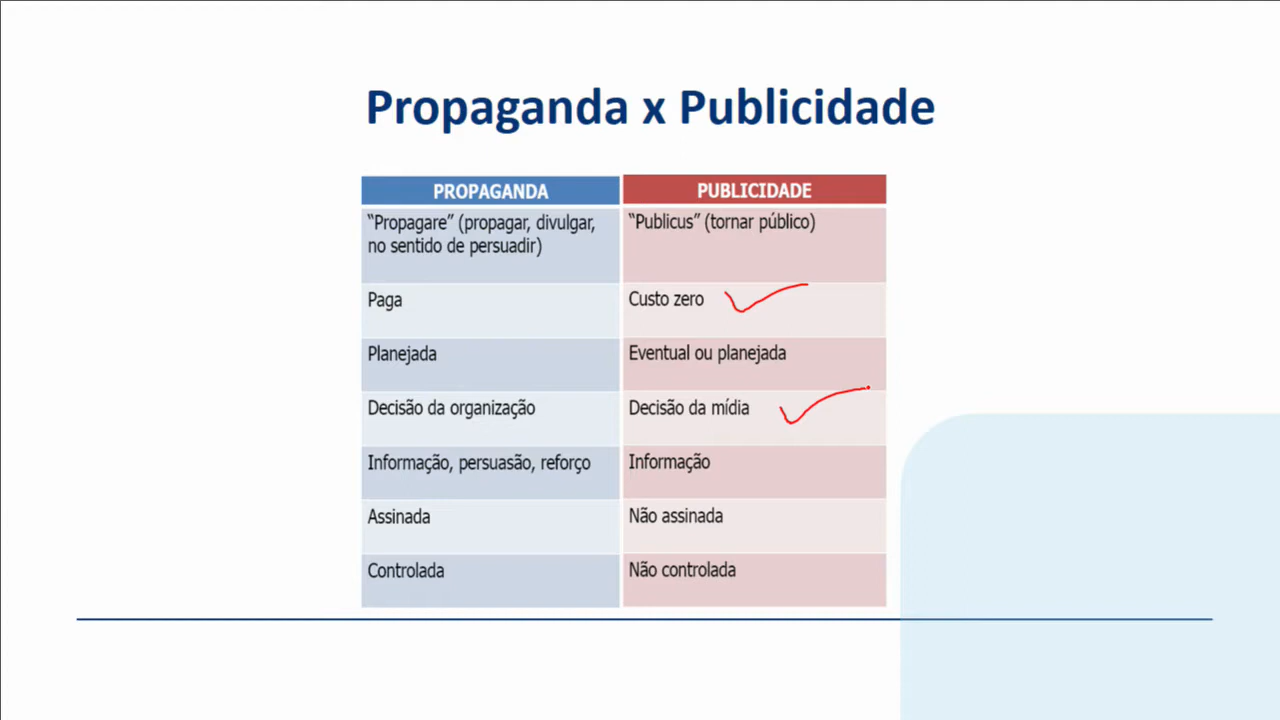 Propaganda x Publicidade
PROPAGANDA
PUBLICIDADE
“Propagare” (propagar, divulgar,
no sentido de persuadir)
“Publicus” (tornar público)
Paga
Custo zero
Planejada
Eventual ou planejada
Decisão da organização
Decisão da mídia
Informação, persuasão, reforço
Informação
Assinada
Não assinada
Controlada
Não controlada